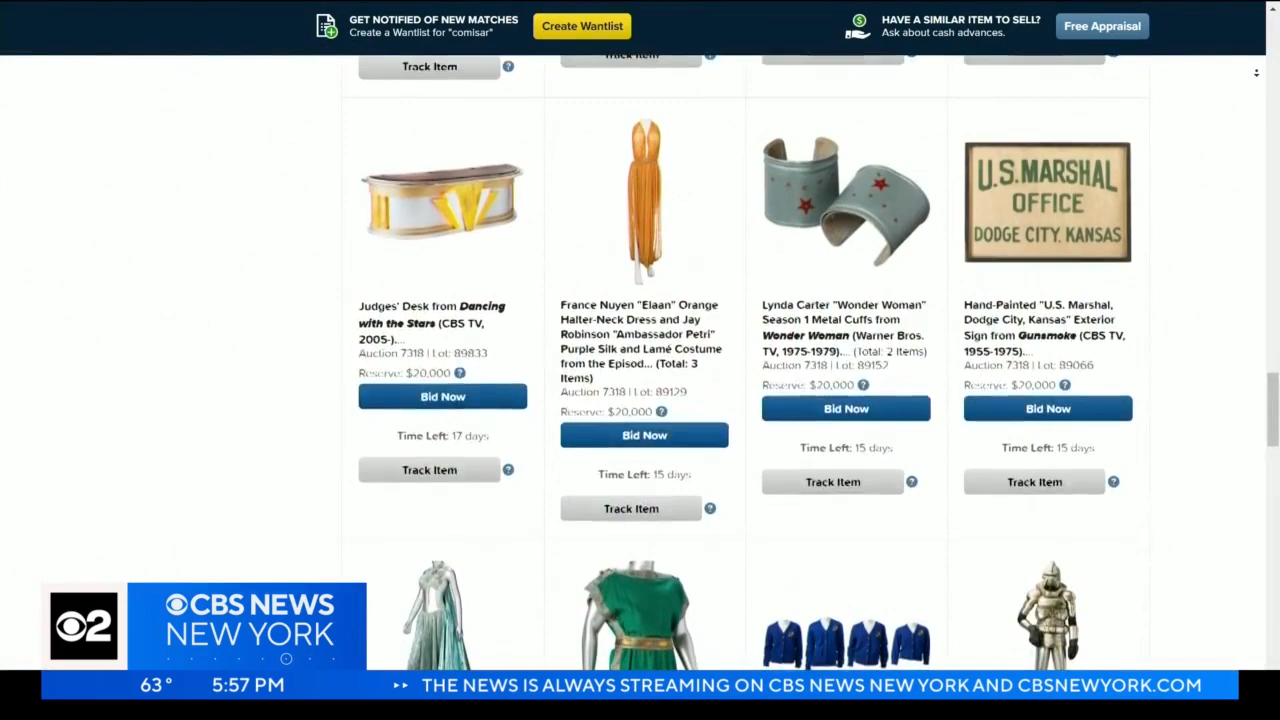 GET NOTIFIED OF NEW MATCHES
Create a Wantlist for "comisar"
Create Wantlist
HAVE A SIMILAR ITEM TO SELL?
Ask about cash advances.
Free Appraisal
Track Item
Track Item
U.S. MARSHAL
OFFICE
DODGE CITY, KANSAS
Judges' Desk from Dancing
with the Stars (CBS TV,
2005-)....
Auction 7318 | Lot: 89833
Reserve: $20,000
Bid Now
Time Left: 17 days
Track Item
France Nuyen "Elaan" Orange
Halter-Neck Dress and Jay
Robinson "Ambassador Petri"
Purple Silk and Lamé Costume
from the Episod... (Total: 3
Items)
Auction 7318 | Lot: 89129
Reserve: $20,000
Bid Now
Time Left: 15 days
Track Item
Lynda Carter "Wonder Woman"
Season 1 Metal Cuffs from
Wonder Woman (Warner Bros.
TV, 1975-1979).... (Total: 2 Items)
Auction 7318 | Lot: 89152
Reserve: $20,000
Bid Now
Time Left: 15 days
Track Item
Hand-Painted "U.S. Marshal,
Dodge City, Kansas" Exterior
Sign from Gunsmoke (CBS TV,
1955-1975)....
Auction 7318 | Lot: 89066
Reserve: $20,000
Bid Now
Time Left: 15 days
Track Item
2
CBS NEWS
NEW YORK
63° 5:57 PM
THE NEWS IS ALWAYS STREAMING ON CBS NEWS NEW YORK AND CBSNEWYORK.COM